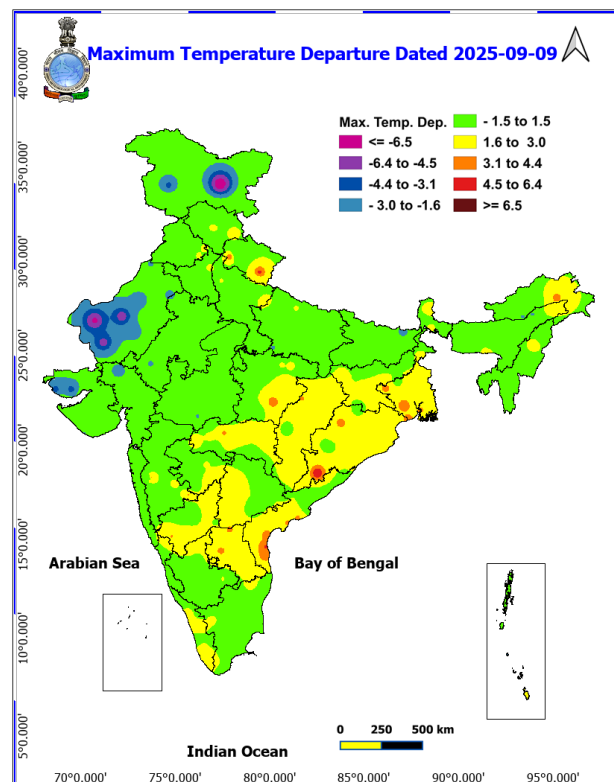 Maximum Temperature Departure Dated 2025-09-09
Max. Temp. Dep.
<= -6.5
-6.4 to -4.5
-4.4 to -3.1
- 3.0 to -1.6
- 1.5 to 1.5
1.6 to 3.0
3.1 to 4.4
4.5 to 6.4
>= 6.5
40°0.000'
35°0.000'
30°0.000'
25°0.000'
20°0.000'
15°0.000'
10°0.000'
5°0.000'
Arabian Sea
Bay of Bengal
Indian Ocean
0 250 500 km
70°0.000' 75°0.000' 80°0.000' 85°0.000' 90°0.000' 95°0.000'